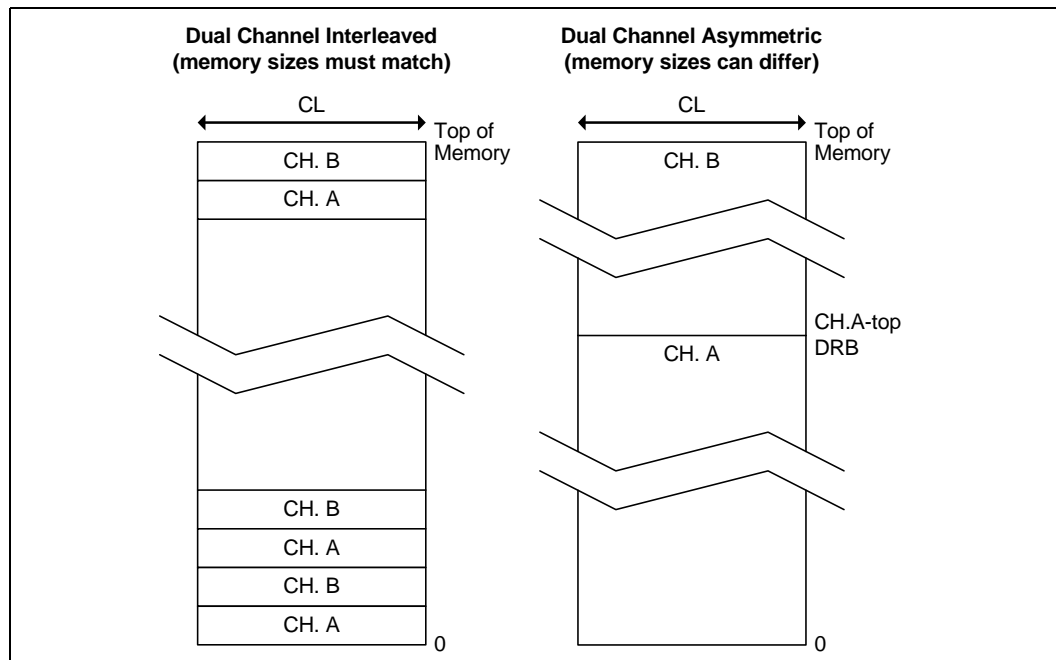 Dual Channel Interleaved
(memory sizes must match)
CL
Top of
Memory
CH. B
CH. A
CH. B
CH. A
CH. B
CH. A
0
Dual Channel Asymmetric
(memory sizes can differ)
CL
Top of
Memory
CH. B
CH.A-top
DRB
CH. A
0